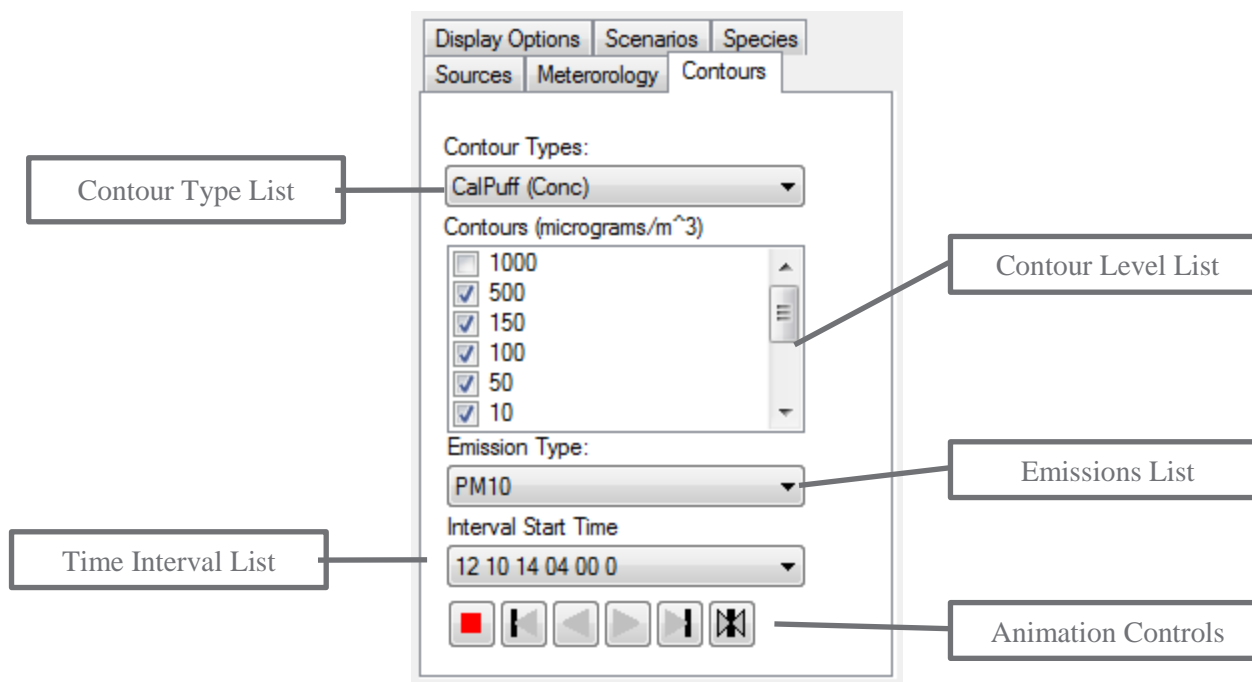 Display Options Scenarios Species
Sources Meterorology Contours
Contour Types:
Contour Type List
CalPuff (Conc)
Contours (micrograms/m^3)
1000
Contour Level List
500
150
100
50
10
Emission Type:
PM10
Emissions List
Interval Start Time
Time Interval List
12 10 14 04 00 0
Animation Controls